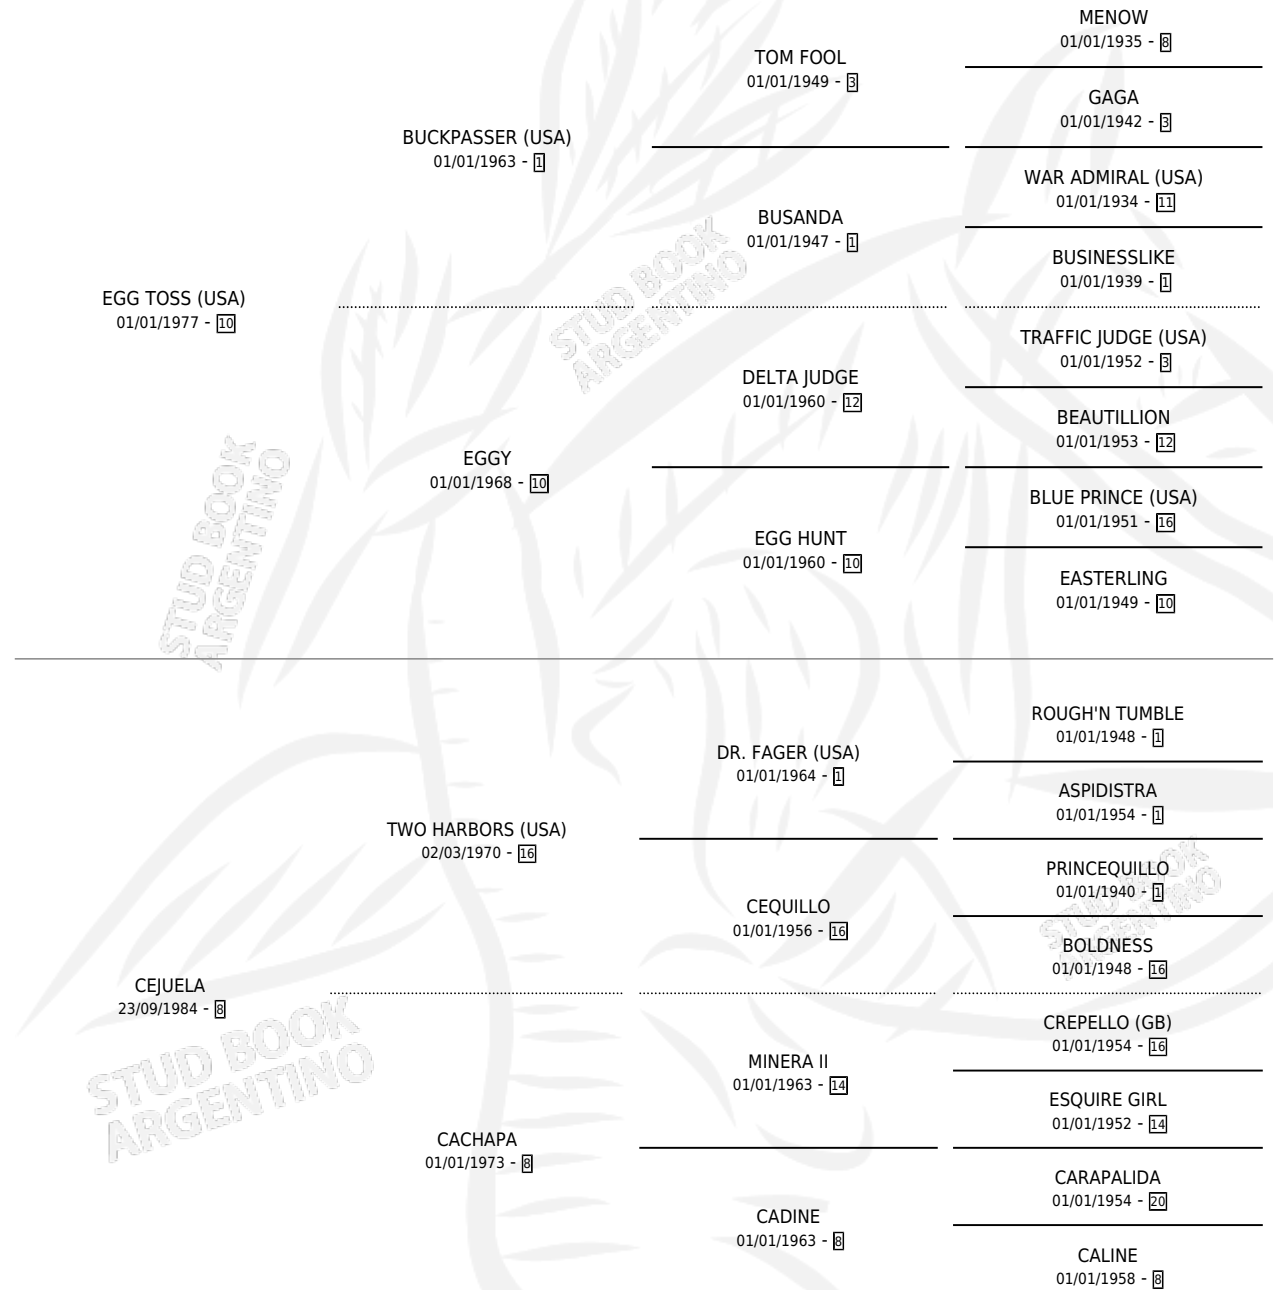 MENOW
01/01/1935 - 8
TOM FOOL
01/01/1949 - 3
GAGA
01/01/1942 - 3
BUCKPASSER (USA)
01/01/1963 - 1
WAR ADMIRAL (USA)
01/01/1934 - 11
BUSANDA
01/01/1947 - 1
BUSINESSLIKE
01/01/1939 - 1
EGG TOSS (USA)
01/01/1977 - 10
TRAFFIC JUDGE (USA)
01/01/1952 - 3
DELTA JUDGE
01/01/1960 - 12
BEAUTILLION
01/01/1953 - 12
EGGY
01/01/1968 - 10
BLUE PRINCE (USA)
01/01/1951 - 16
EGG HUNT
01/01/1960 - 10
EASTERLING
01/01/1949 - 10
ROUGH'N TUMBLE
01/01/1948 - 1
DR. FAGER (USA)
01/01/1964 - 1
ASPIDISTRA
01/01/1954 - 1
TWO HARBORS (USA)
02/03/1970 - 16
PRINCEQUILLO
01/01/1940 - 1
CEQUILLO
01/01/1956 - 16
BOLDNESS
01/01/1948 - 16
CEJUELA
23/09/1984 - 8
CREPELLO (GB)
01/01/1954 - 16
MINERA II
01/01/1963 - 14
ESQUIRE GIRL
01/01/1952 - 14
CACHAPA
01/01/1973 - 8
CARAPALIDA
01/01/1954 - 20
CADINE
01/01/1963 - 8
CALINE
01/01/1958 - 8
STUD BOOK
ARGENTINO
STUD BOOK
ARGENTINO
STUD BOOK
ARGENTINO
STUD BOOK
ARGENTINO